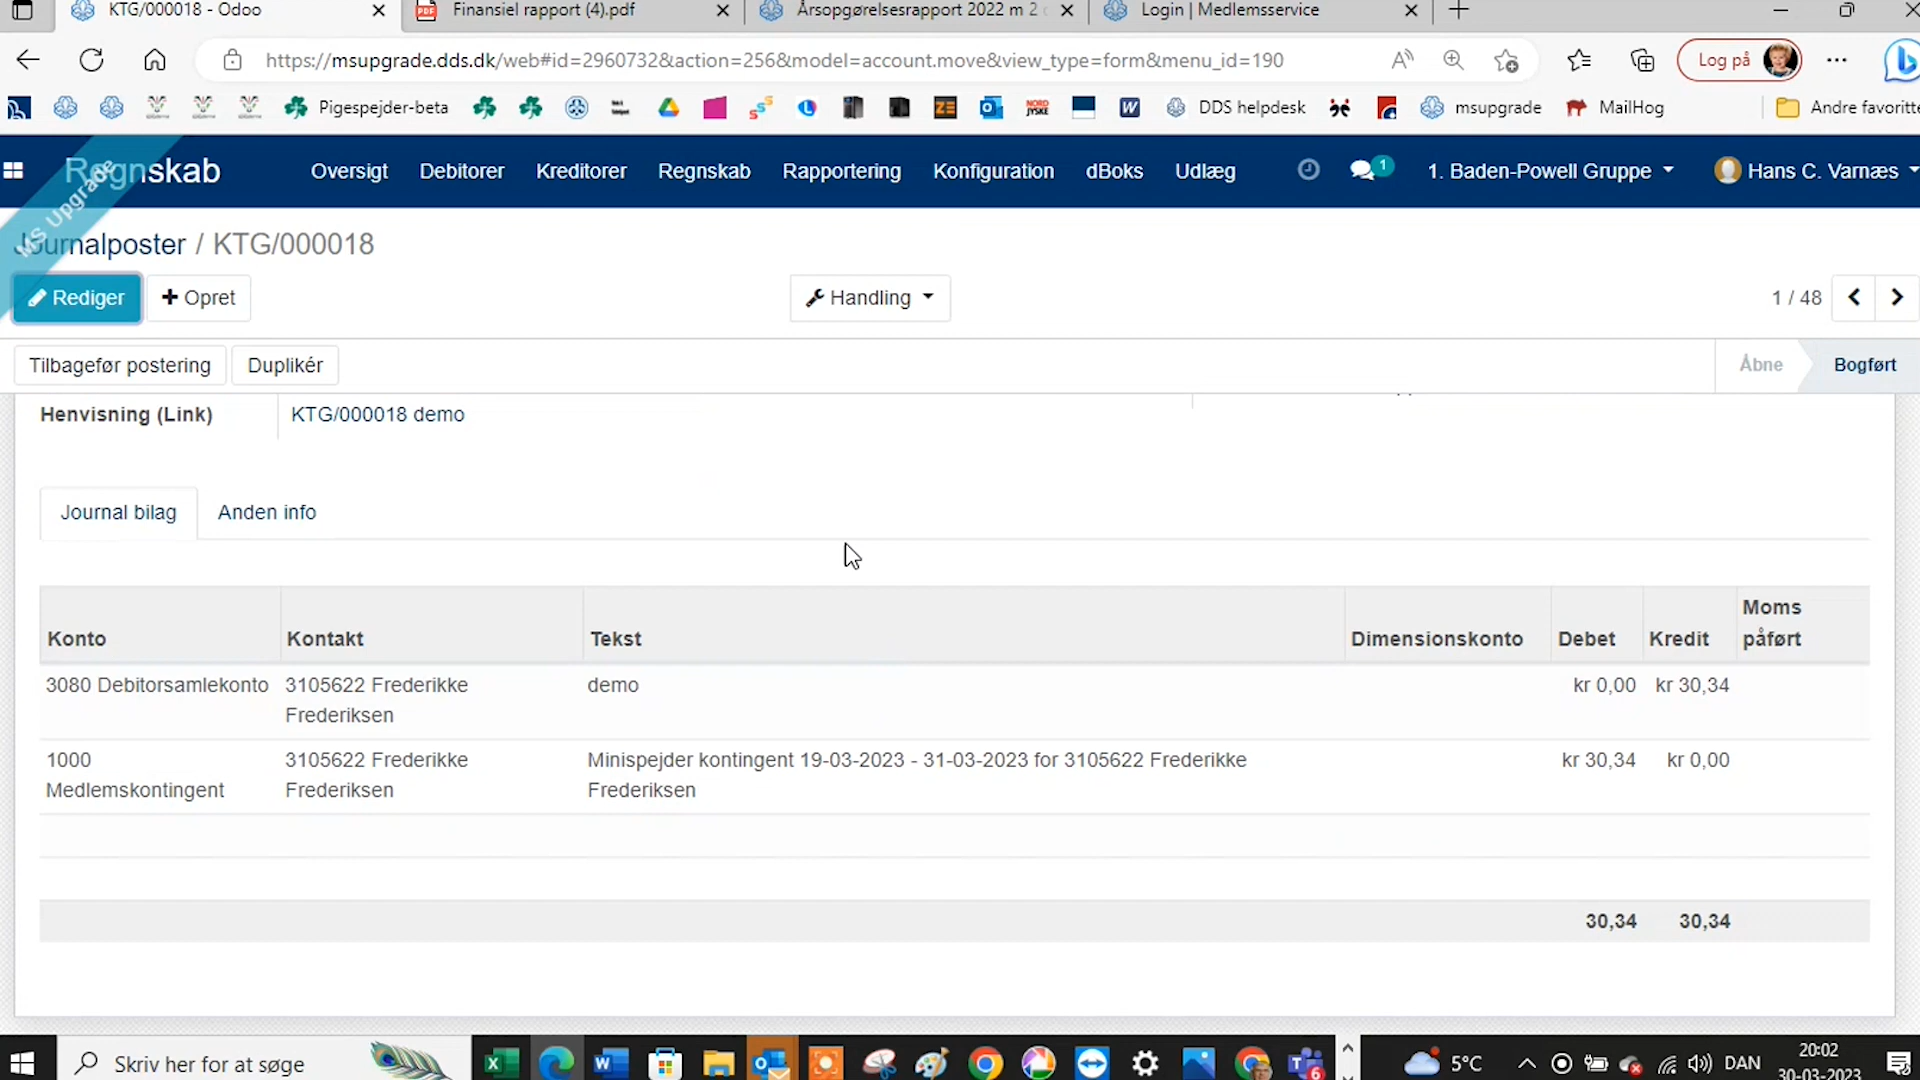 KTG/000018 - Odoo
Finansiel rapport (4).pdf
Årsopgørelsesrapport 2022 m 2
Login | Medlemsservice
https://msupgrade.dds.dk/web#id=2960732&action=256&model=account.move&view_type=form&menu_id=190
Log på
Pigespejder-beta
DDS helpdesk
msupgrade
MailHog
Andre favoritte
MS Upgrade
Regnskab
Oversigt
Debitorer
Kreditorer
Regnskab
Rapportering
Konfiguration
dBoks
Udlæg
1
1. Baden-Powell Gruppe
Hans C. Varnæs
Journalposter / KTG/000018
Rediger
Opret
Handling
1 / 48
Tilbagefør postering
Duplikér
Åbne
Bogført
Henvisning (Link)
KTG/000018 demo
Journal bilag
Anden info
Konto
Kontakt
Tekst
Dimensionskonto
Debet
Kredit
Moms
påført
3080 Debitorsamlekonto
3105622 Frederikke
Frederiksen
demo
kr 0,00
kr 30,34
1000
Medlemskontingent
3105622 Frederikke
Frederiksen
Minispejder kontingent 19-03-2023 - 31-03-2023 for 3105622 Frederikke
Frederiksen
kr 30,34
kr 0,00
30,34
30,34
Skriv her for at søge
5°C
DAN
20:02
30-03-2023